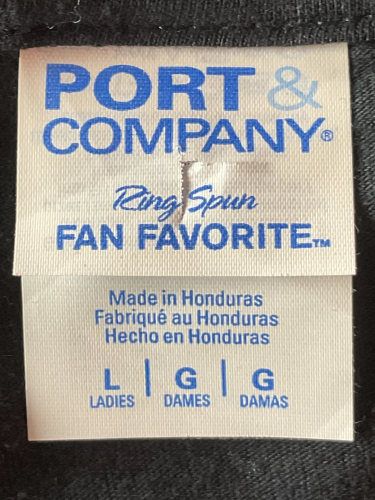 PORT &
COMPANY®
Ring Spun
FAN FAVORITE™
Made in Honduras
Fabriqué au Honduras
Hecho en Honduras
L | G | G
LADIES DAMES DAMAS